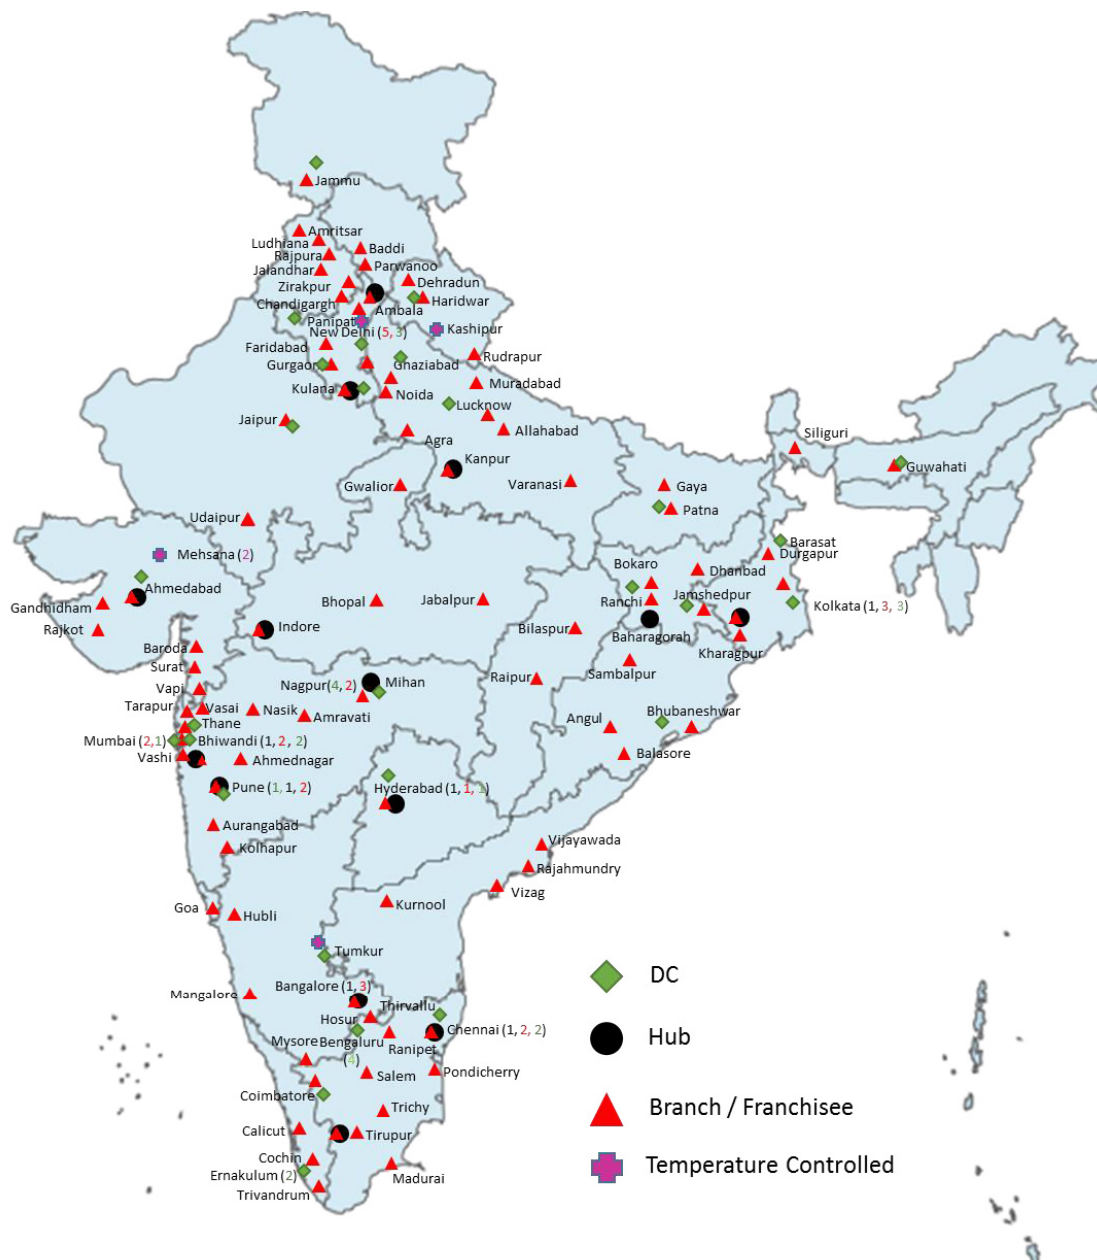 Jammu
Amritsar
Ludhiana
Baddi
Rajpura
Parwanoo
Jalandhar
Dehradun
Zirakpur
Chandigargh
Haridwar
Ambala
Panipat
Kashipur
New Delhi (5, 3)
Faridabad
Rudrapur
Gurgaon
Ghaziabad
Muradabad
Kulana
Noida
Lucknow
Jaipur
Allahabad
Agra
Siliguri
Kanpur
Guwahati
Gwalior
Varanasi
Gaya
Patna
Udaipur
Barasat
Mehsana (2)
Durgapur
Bokaro
Dhanbad
Ahmedabad
Jamshedpur
Gandhidham
Bhopal
Jabalpur
Ranchi
Kolkata (1, 3, 3)
Rajkot
Indore
Bilaspur
Baharagorah
Baroda
Kharagpur
Surat
Sambalpur
Vapi
Nagpur(4, 2)
Mihan
Raipur
Tarapur
Vasai
Nasik
Amravati
Bhubaneshwar
Thane
Angul
Mumbai (2,1)
Bhiwandi (1, 2 , 2)
Balasore
Vashi
Ahmednagar
Pune (1, 1, 2)
Hyderabad (1, 1, 1)
Aurangabad
Vijayawada
Kolhapur
Rajahmundry
Vizag
Goa
Hubli
Kurnool
Tumkur
DC
Bangalore (1, 3)
Mangalore
Thirvallu
Hosur
Chennai (1, 2, 2)
Hub
Mysore
Bengaluru
(4)
Ranipet
Pondicherry
Salem
Coimbatore
Trichy
Branch / Franchisee
Calicut
Tirupur
Cochin
Temperature Controlled
Ernakulum (2)
Madurai
Trivandrum